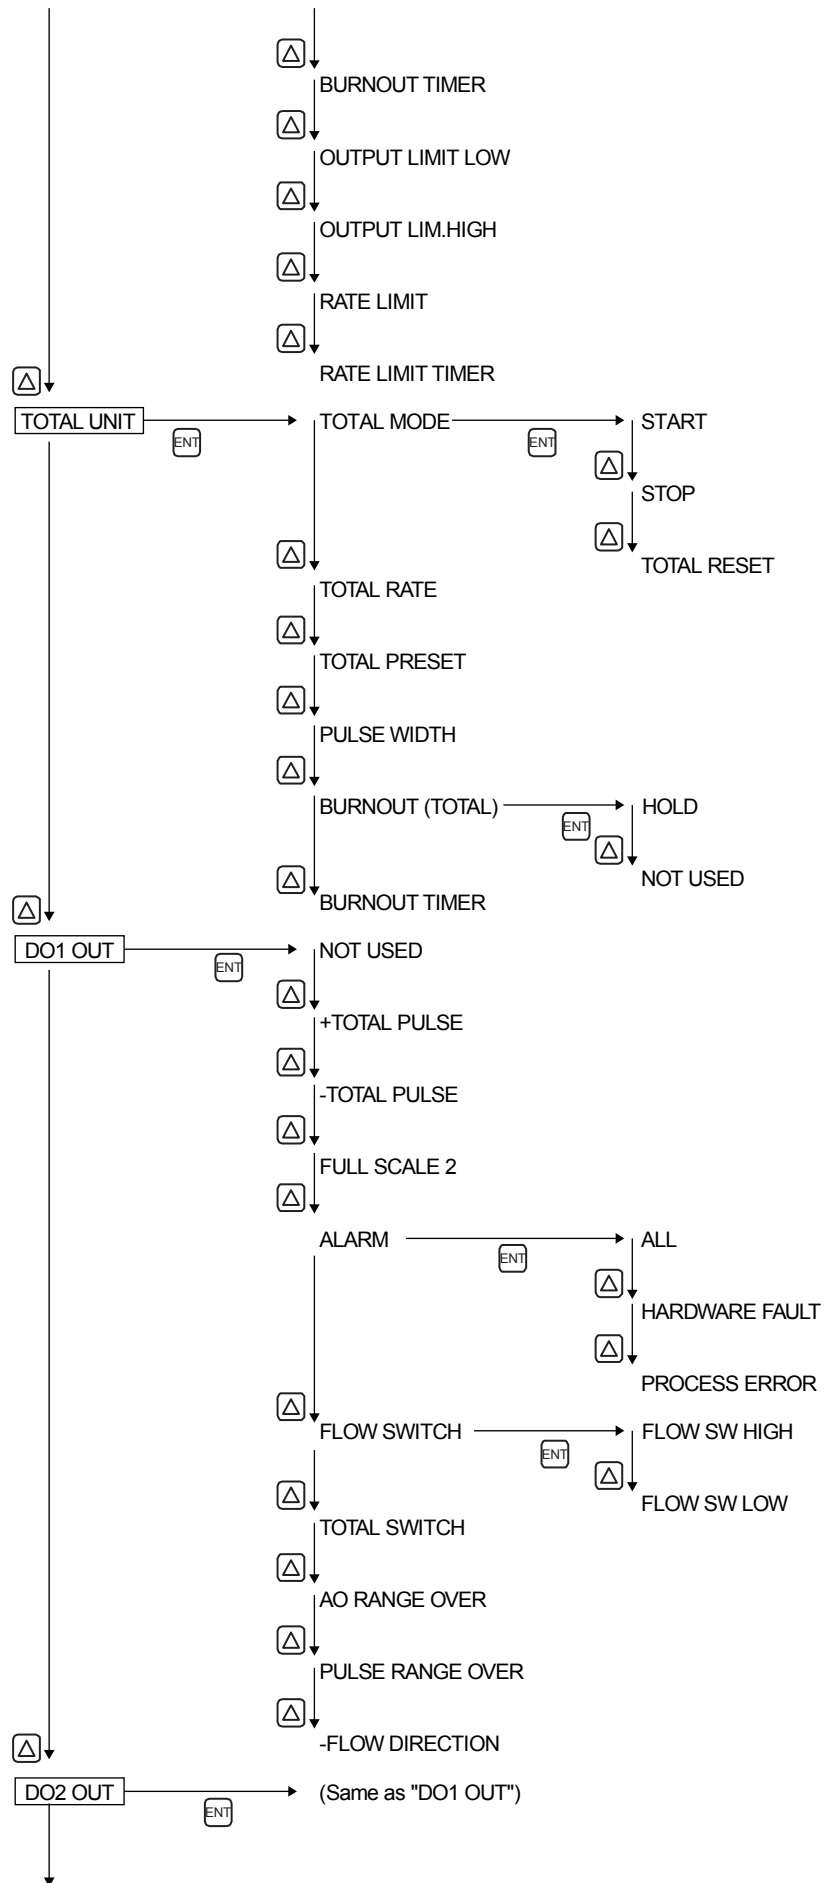 BURNOUT TIMER
OUTPUT LIMIT LOW
OUTPUT LIM.HIGH
RATE LIMIT
RATE LIMIT TIMER
TOTAL UNIT
ENT
TOTAL MODE
ENT
START
STOP
TOTAL RESET
TOTAL RATE
TOTAL PRESET
PULSE WIDTH
BURNOUT (TOTAL)
ENT
HOLD
NOT USED
BURNOUT TIMER
DO1 OUT
ENT
NOT USED
+TOTAL PULSE
-TOTAL PULSE
FULL SCALE 2
ALARM
ENT
ALL
HARDWARE FAULT
PROCESS ERROR
FLOW SWITCH
ENT
FLOW SW HIGH
FLOW SW LOW
TOTAL SWITCH
AO RANGE OVER
PULSE RANGE OVER
-FLOW DIRECTION
DO2 OUT
ENT
(Same as "DO1 OUT")